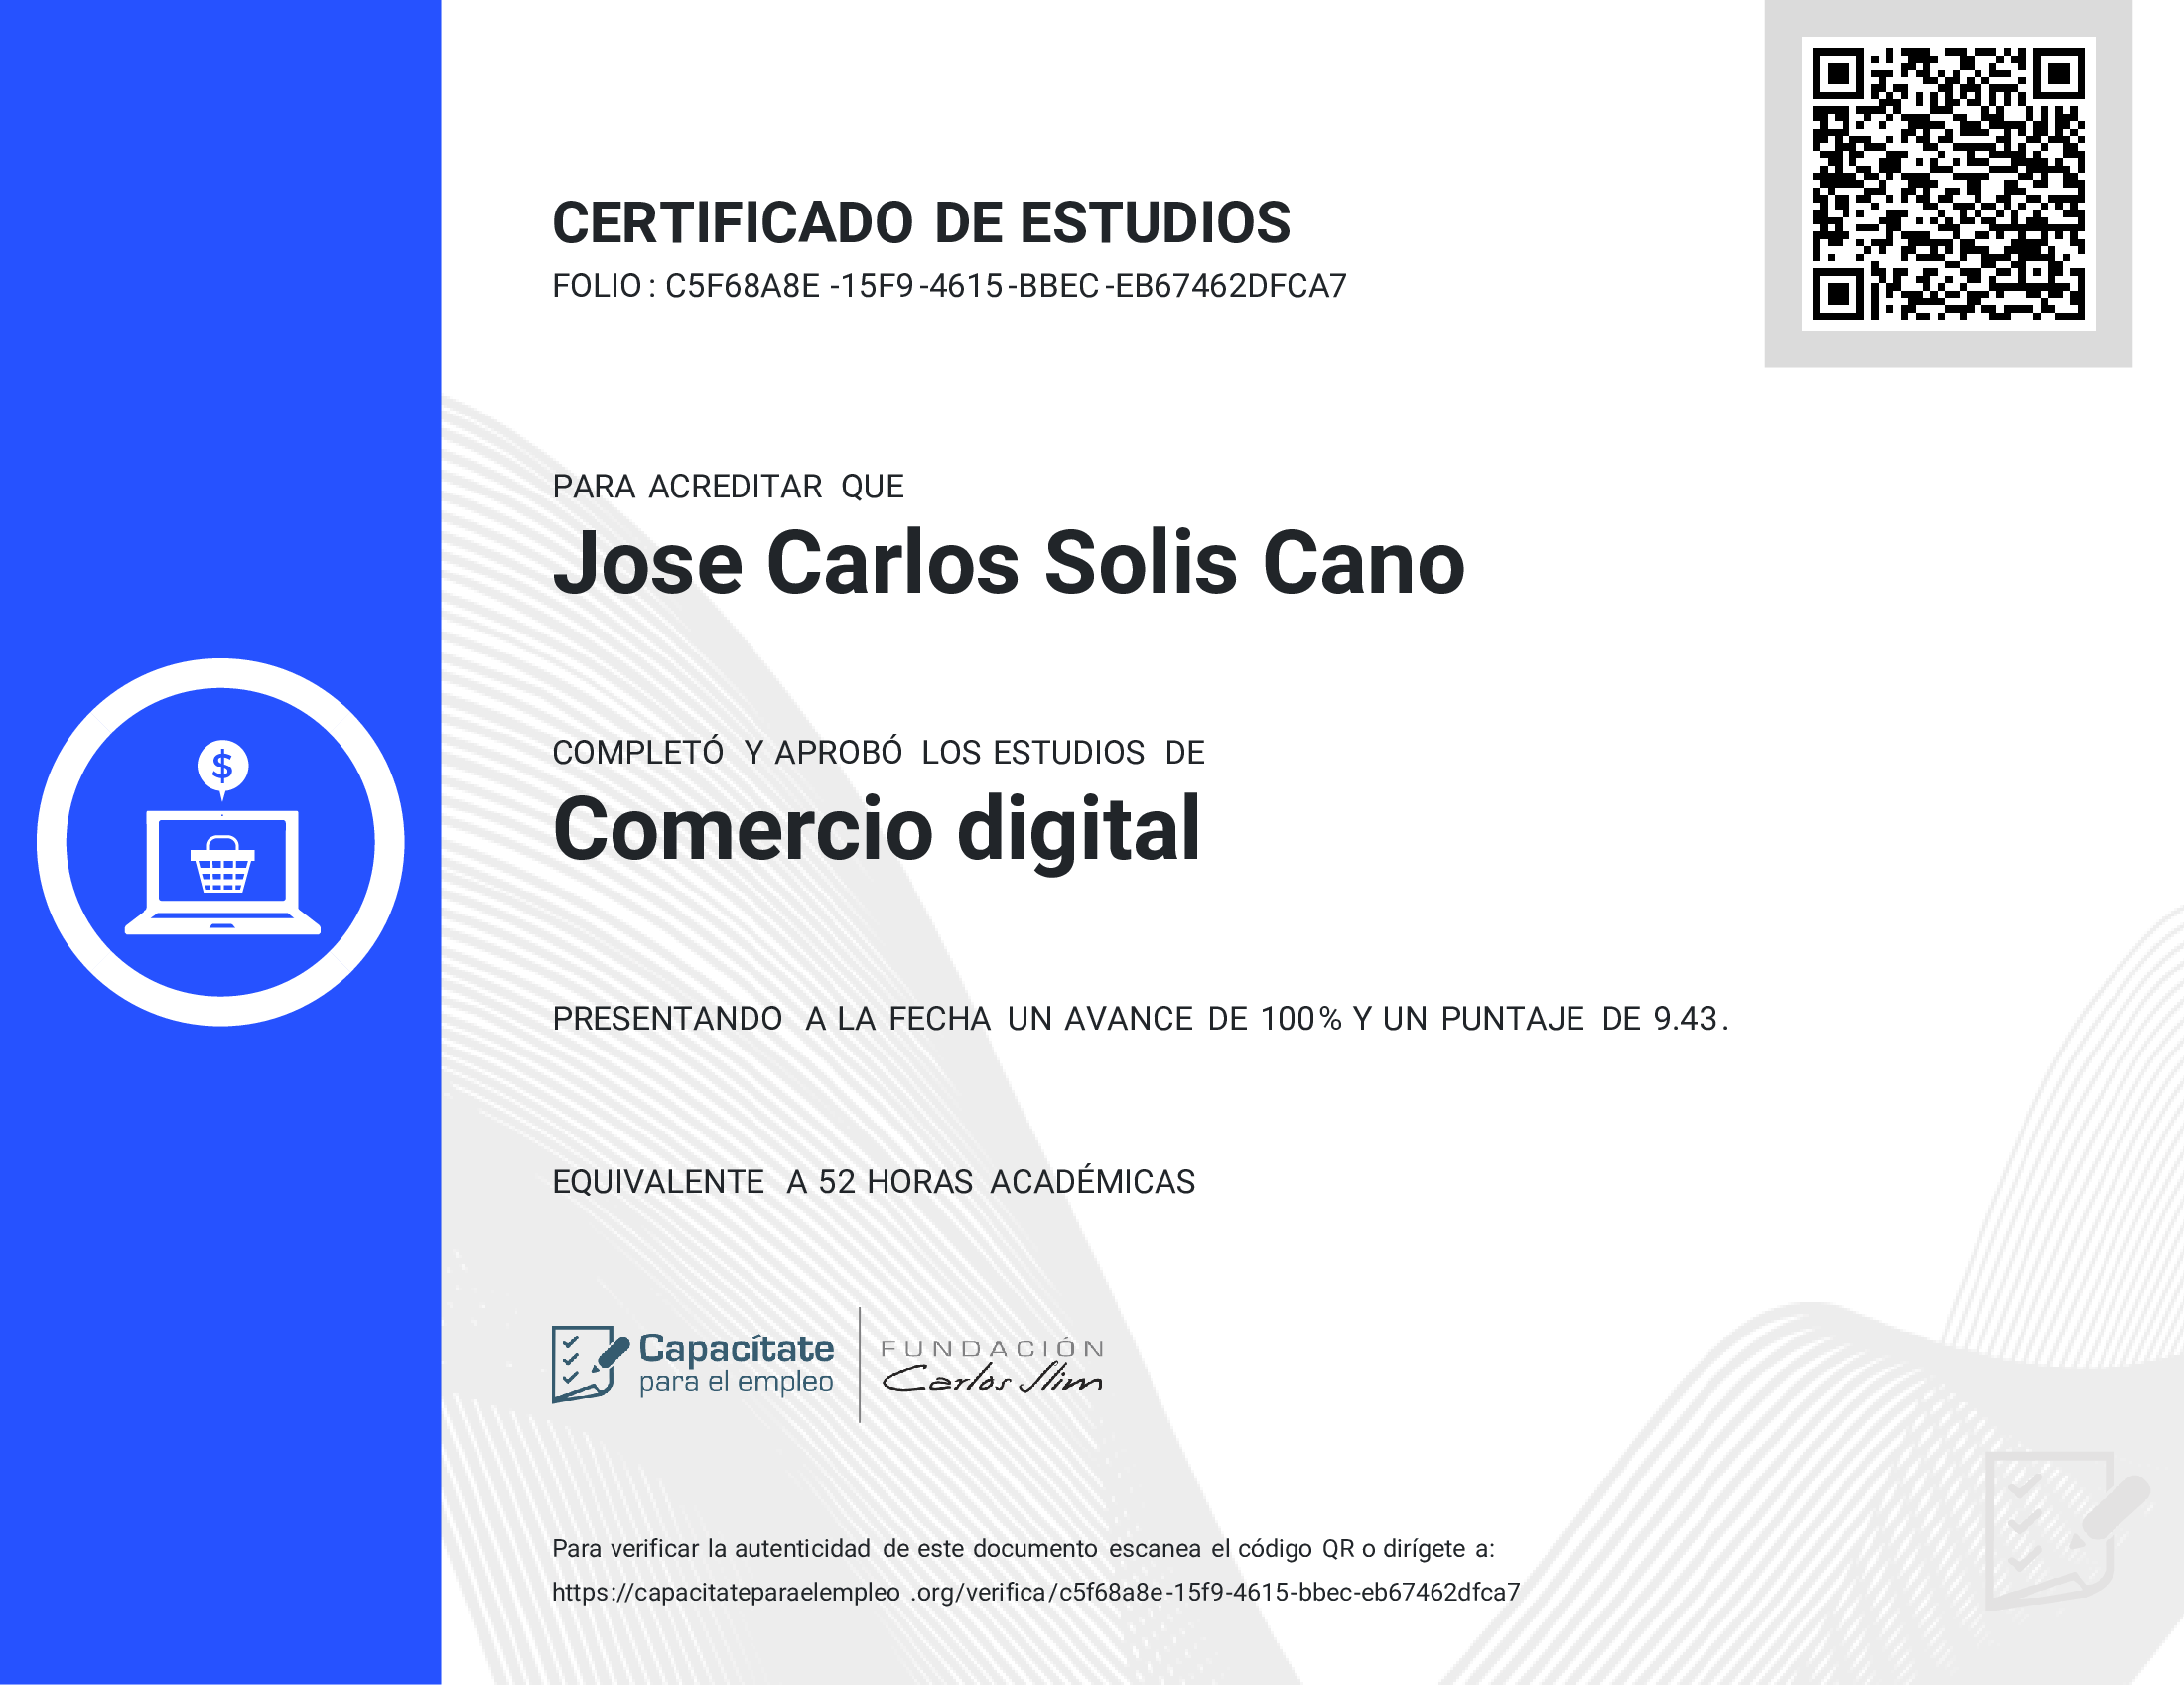 CERTIFICADO DE ESTUDIOS
FOLIO: C5F68A8E-15F9-4615-BBEC-EB67462DFCA7
PARA ACREDITAR QUE
Jose Carlos Solis Cano
COMPLETÓ Y APROBÓ LOS ESTUDIOS DE
$
Comercio digital
PRESENTANDO A LA FECHA UN AVANCE DE 100% Y UN PUNTAJE DE 9.43.
EQUIVALENTE A 52 HORAS ACADÉMICAS
Capacítate
para el empleo
FUNDACIÓN
Carlos Slim
Para verificar la autenticidad de este documento escanea el código QR o dirígete a:
https://capacitateparaelempleo.org/verifica/c5f68a8e-15f9-4615-bbec-eb67462dfca7